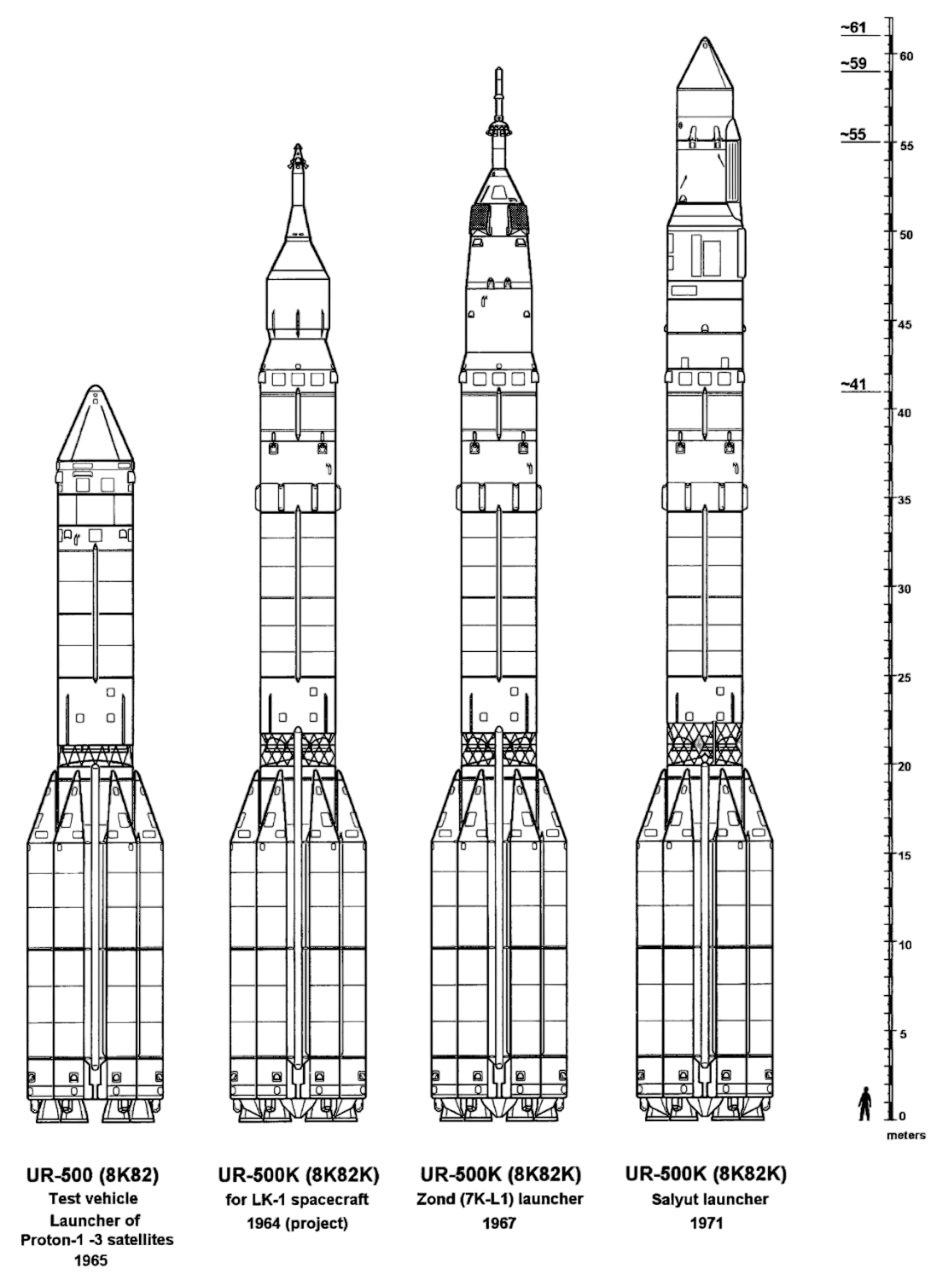 ~61
60
~59
~55
55
50
45
~41
40
35
30
25
20
15
10
5
0
meters
UR-500 (8K82)
Test vehicle
Launcher of
Proton-1 -3 satellites
1965
UR-500K (8K82K)
for LK-1 spacecraft
1964 (project)
UR-500K (8K82K)
Zond (7K-L1) launcher
1967
UR-500K (8K82K)
Salyut launcher
1971